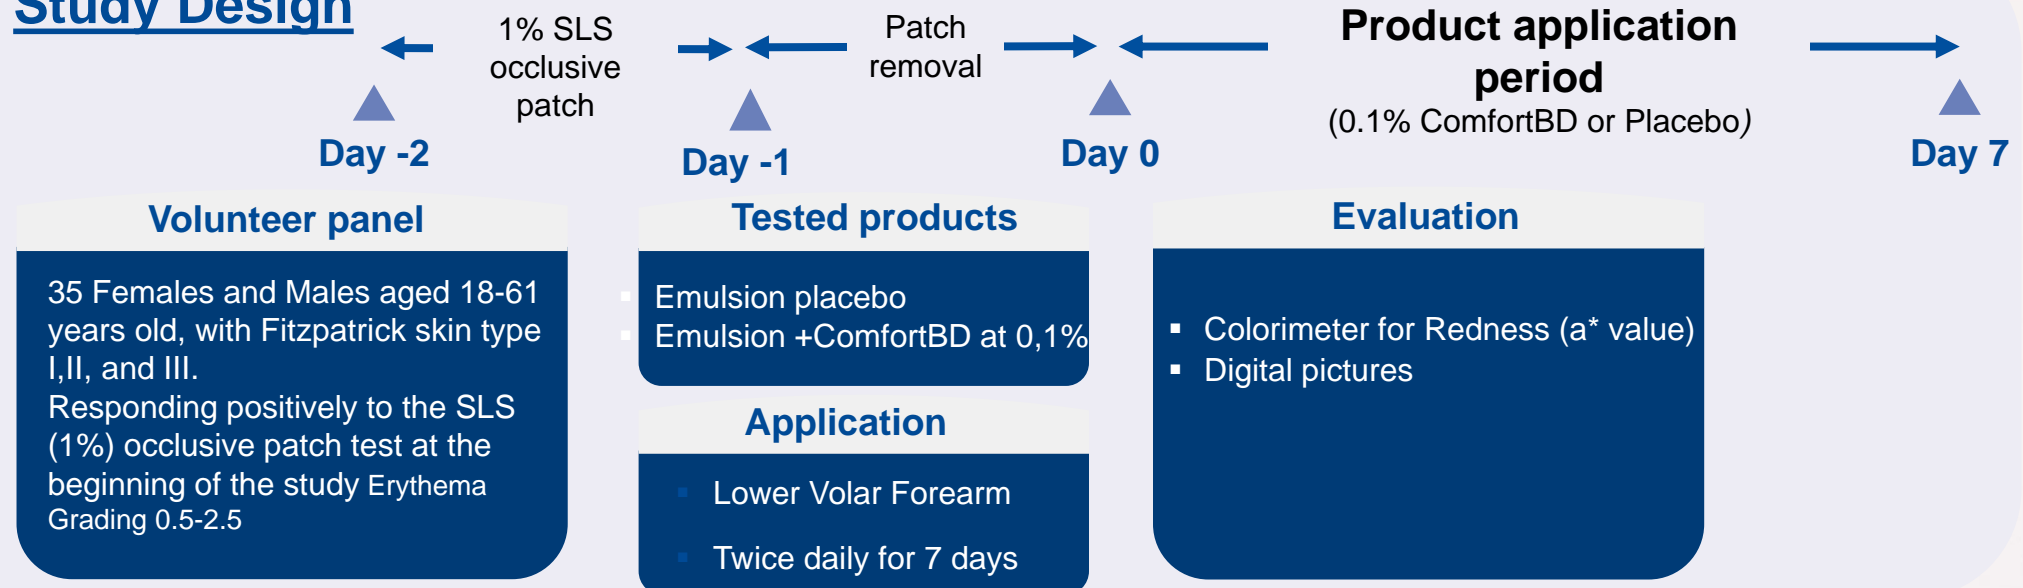 Study Design
1% SLS
occlusive
patch
Patch
removal
Product application
period
(0.1% ComfortBD or Placebo)
Day -2
Day -1
Day 0
Day 7
Volunteer panel
35 Females and Males aged 18-61
years old, with Fitzpatrick skin type
I,II, and III.
Responding positively to the SLS
(1%) occlusive patch test at the
beginning of the study Erythema
Grading 0.5-2.5
Tested products
▪ Emulsion placebo
▪ Emulsion +ComfortBD at 0,1%
Application
▪ Lower Volar Forearm
▪ Twice daily for 7 days
Evaluation
▪ Colorimeter for Redness (a* value)
▪ Digital pictures